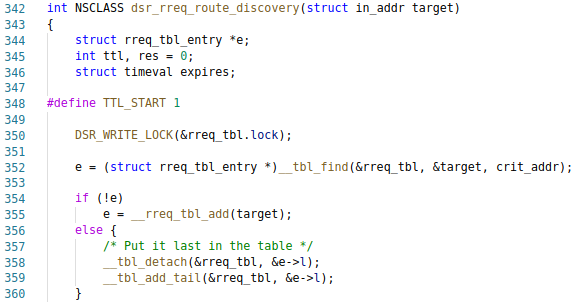 342 int NSCLASS dsr_rreq_route_discovery(struct in_addr target)
343 {
344     struct rreq_tbl_entry *e;
345     int ttl, res = 0;
346     struct timeval expires;
347
348 #define TTL_START 1
349
350     DSR_WRITE_LOCK(&rreq_tbl.lock);
351
352     e = (struct rreq_tbl_entry *)__tbl_find(&rreq_tbl, &target, crit_addr);
353
354     if (!e)
355         e = __rreq_tbl_add(target);
356     else {
357         /* Put it last in the table */
358         __tbl_detach(&rreq_tbl, &e->l);
359         __tbl_add_tail(&rreq_tbl, &e->l);
360     }